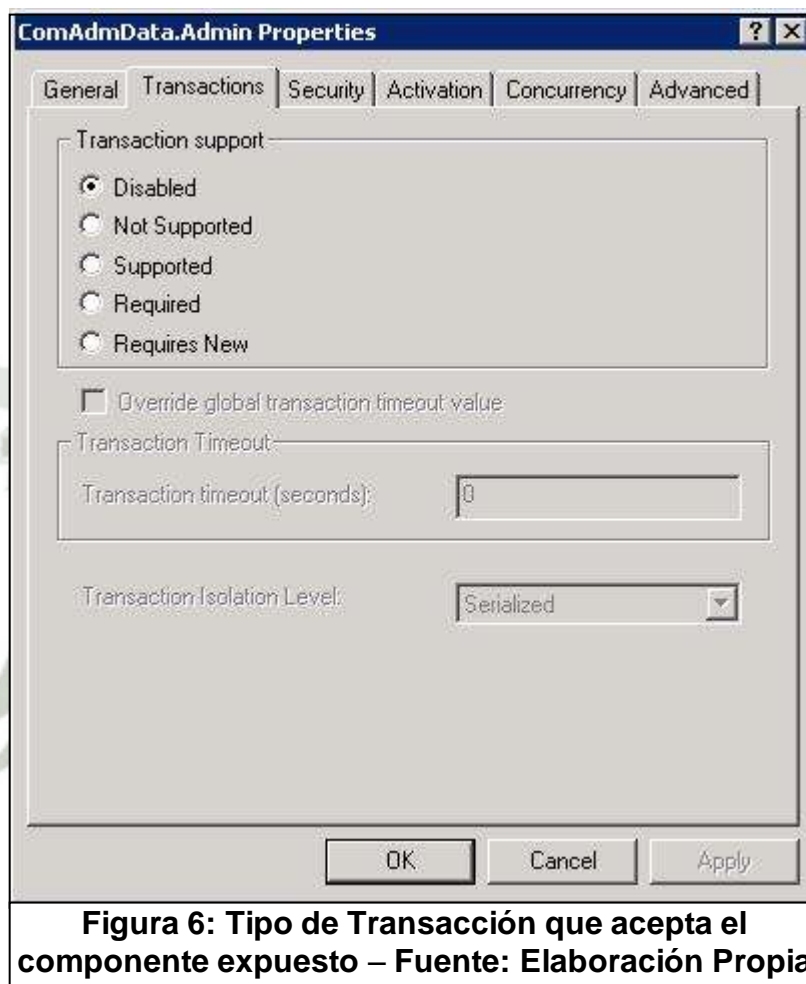 ComAdmData.Admin Properties
General Transactions Security Activation Concurrency Advanced
Transaction support
Disabled
Not Supported
Supported
Required
Requires New
Override global transaction timeout value
Transaction Timeout
Transaction timeout (seconds): 0
Transaction Isolation Level: Serialized
OK Cancel Apply
Figura 6: Tipo de Transacción que acepta el
componente expuesto – Fuente: Elaboración Propia